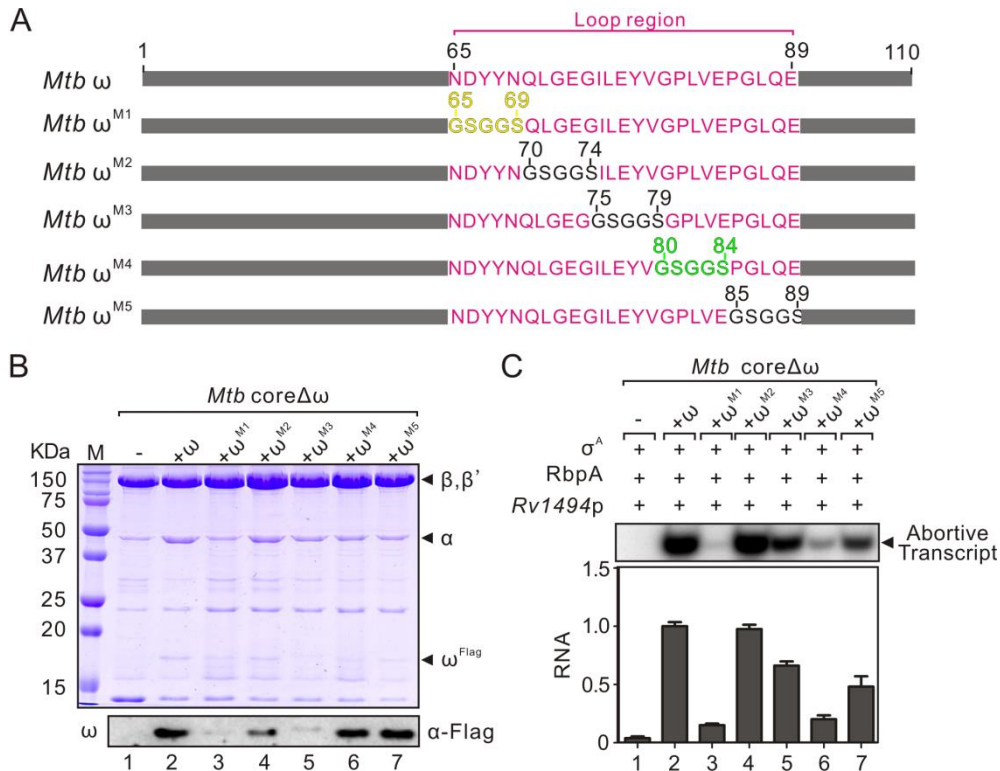 A
Loop region
1 65 89 110
Mtb ω NDYYNQLGEGILEYVGPLVEPGLQE
65 69
Mtb ωM1 GSGGSQLGEGILEYVGPLVEPGLQE
70 74
Mtb ωM2 NDYYNGSGGSILEYVGPLVEPGLQE
75 79
Mtb ωM3 NDYYNQLGEGGSGGSGPLVEPGLQE
80 84
Mtb ωM4 NDYYNQLGEGILEYVGSGGSPGLQE
85 89
Mtb ωM5 NDYYNQLGEGILEYVGPLVEGSGGS
B
Mtb coreΔω
KDa M - +ω +ωM1 +ωM2 +ωM3 +ωM4 +ωM5
150 β,β'
75
50 α
37
25
20
ωFlag
15
ω α-Flag
1 2 3 4 5 6 7
C
Mtb coreΔω
- +ω +ωM1 +ωM2 +ωM3 +ωM4 +ωM5
σA + + + + + + +
RbpA + + + + + + +
Rv1494p + + + + + + +
Abortive
Transcript
1.5
1.0
RNA
0.5
0
1 2 3 4 5 6 7